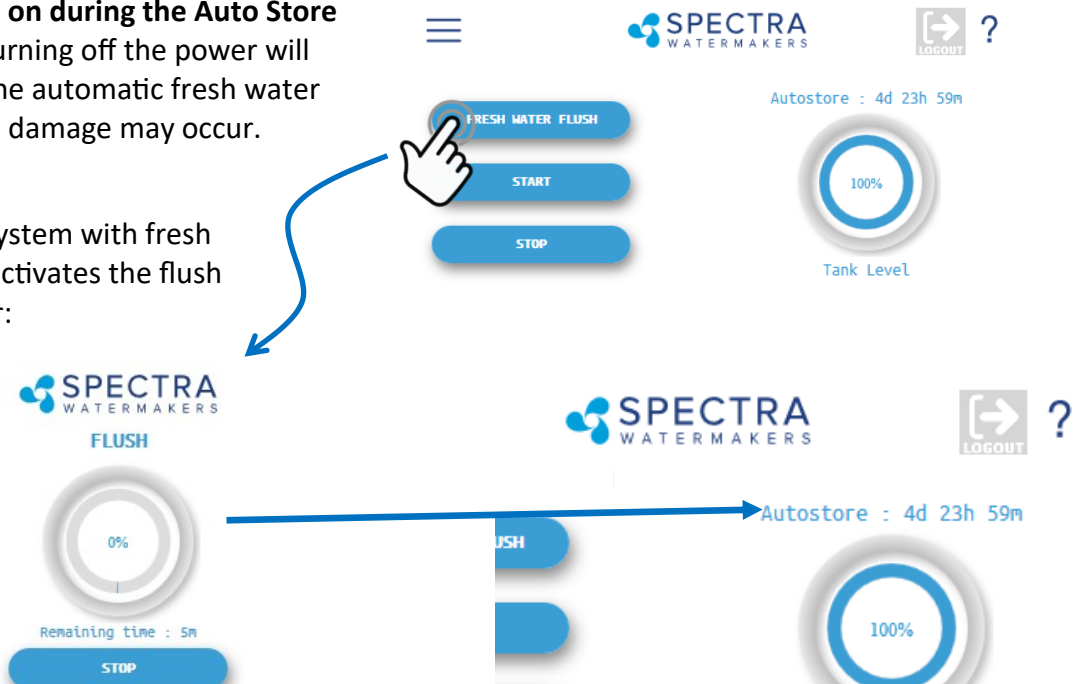 on during the Auto Store
urning off the power will
he automatic fresh water
damage may occur.
ystem with fresh
ctivates the flush
r:
SPECTRA
WATERMAKERS
LOGOUT
?
FRESH WATER FLUSH
START
STOP
Autostore : 4d 23h 59m
100%
Tank Level
SPECTRA
WATERMAKERS
FLUSH
0%
Remaining time : 5m
STOP
SPECTRA
WATERMAKERS
LOGOUT
?
USH
Autostore : 4d 23h 59m
100%